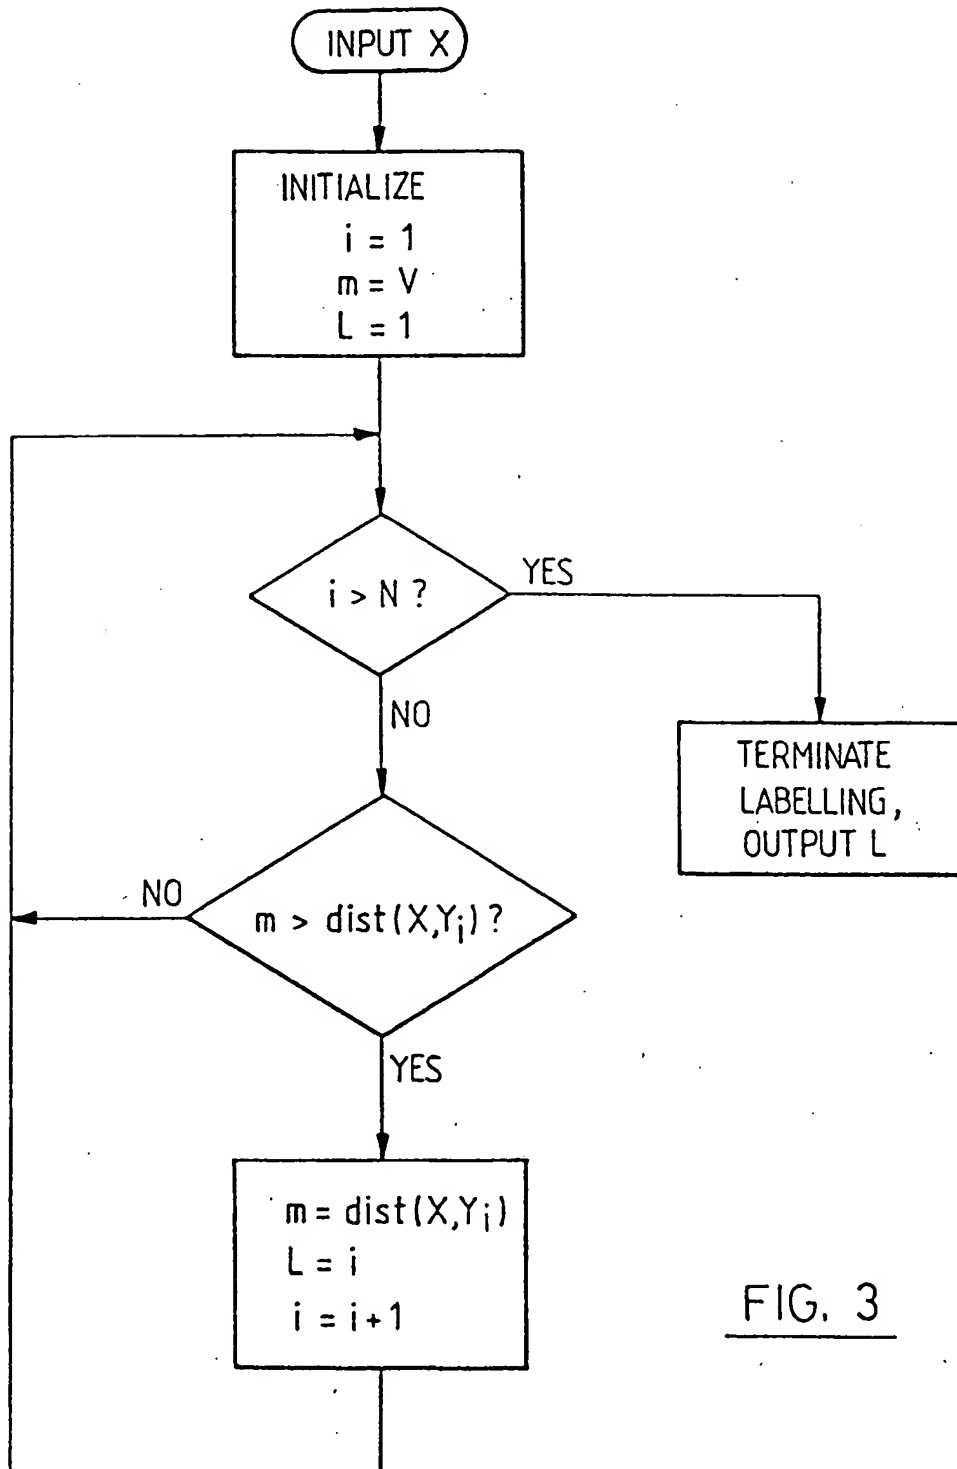 INPUT X
INITIALIZE
i = 1
m = V
L = 1
i > N ?
YES
NO
TERMINATE
LABELLING,
OUTPUT L
NO
m > dist(X,Yi)?
YES
m = dist(X,Yi)
L = i
i = i+1
FIG. 3